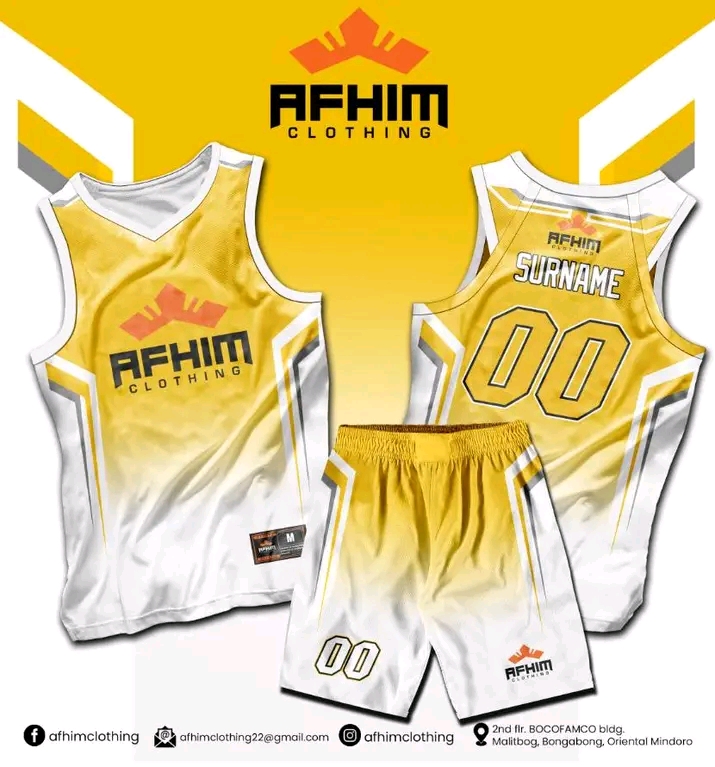 AFHIM
CLOTHING
AFHIM
CLOTHING
SURNAME
00
AFHIM
CLOTHING
AFHIM
M
00
AFHIM
CLOTHING
afhimclothing
afhimclothing22@gmail.com
afhimclothing
2nd flr. BOCOFAMCO bldg.
Malitbog, Bongabong, Oriental Mindoro